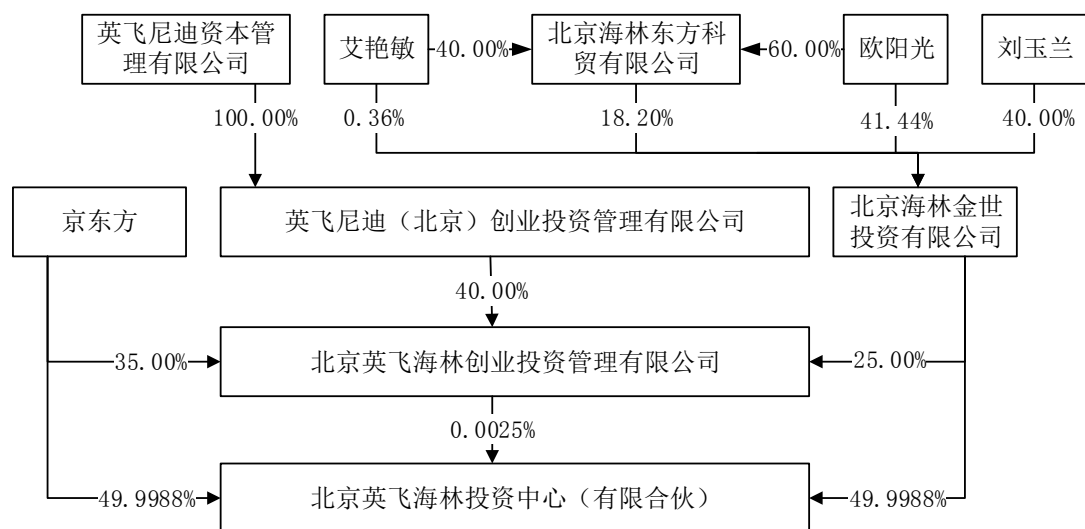 英飞尼迪资本管
理有限公司
艾艳敏
40.00%
北京海林东方科
贸有限公司
60.00%
欧阳光
刘玉兰
100.00%
0.36%
18.20%
41.44%
40.00%
京东方
英飞尼迪（北京）创业投资管理有限公司
北京海林金世
投资有限公司
40.00%
35.00%
北京英飞海林创业投资管理有限公司
25.00%
0.0025%
49.9988%
北京英飞海林投资中心（有限合伙）
49.9988%